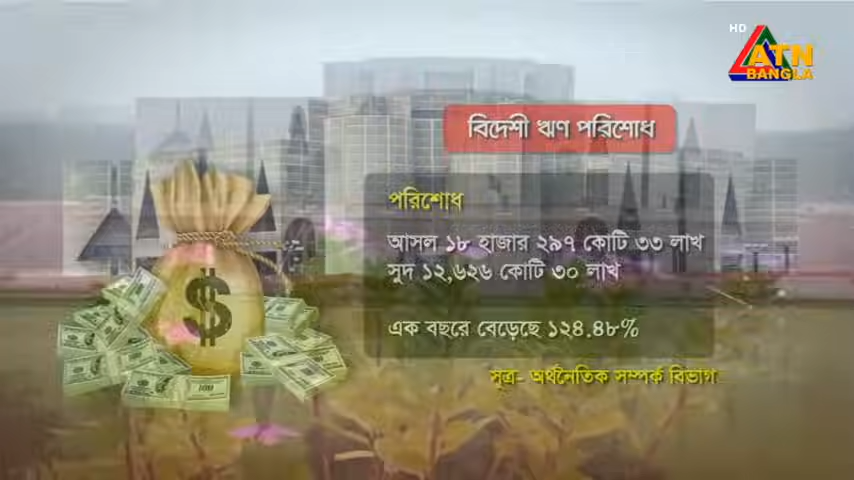 HD
ATN
BANGLA
বিদেশী ঋণ পরিশোধ
পরিশোধ
আসল ১৮ হাজার ২৯৭ কোটি ৩৩ লাখ
সুদ ১২,৬২৬ কোটি ৩০ লাখ
এক বছরে বেড়েছে ১২৪.৪৮%
সূত্র- অর্থনৈতিক সম্পর্ক বিভাগ
$